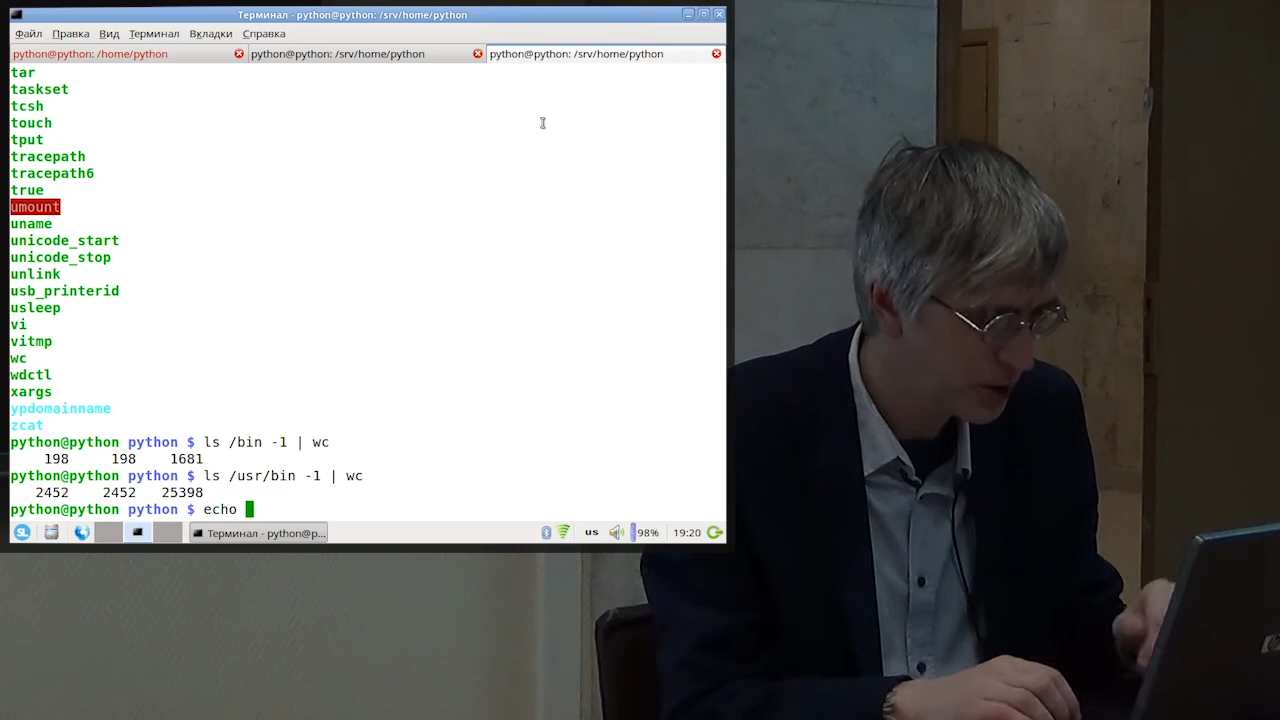 Терминал - python@python: /srv/home/python
Файл Правка Вид Терминал Вкладки Справка
python@python: /home/python python@python: /srv/home/python python@python: /srv/home/python
tar
taskset
tcsh
touch
tput
tracepath
tracepath6
true
umount
uname
unicode_start
unicode_stop
unlink
usb_printerid
usleep
vi
vitmp
wc
wdctl
xargs
ypdomainname
zcat
python@python python $ ls /bin -1 | wc
198 198 1681
python@python python $ ls /usr/bin -1 | wc
2452 2452 25398
python@python python $ echo
SL Терминал - python@p... us 98% 19:20